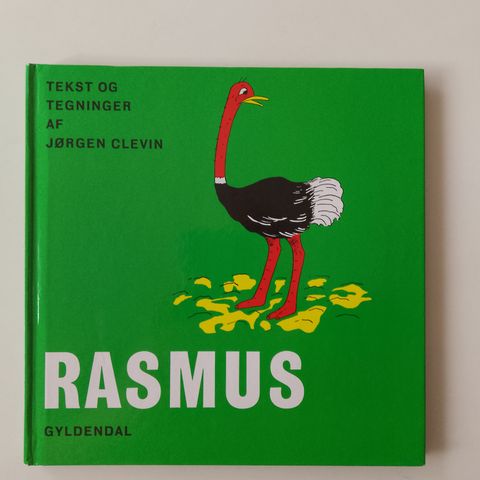 TEKST OG
TEGNINGER
AF
JØRGEN CLEVIN
RASMUS
GYLDENDAL